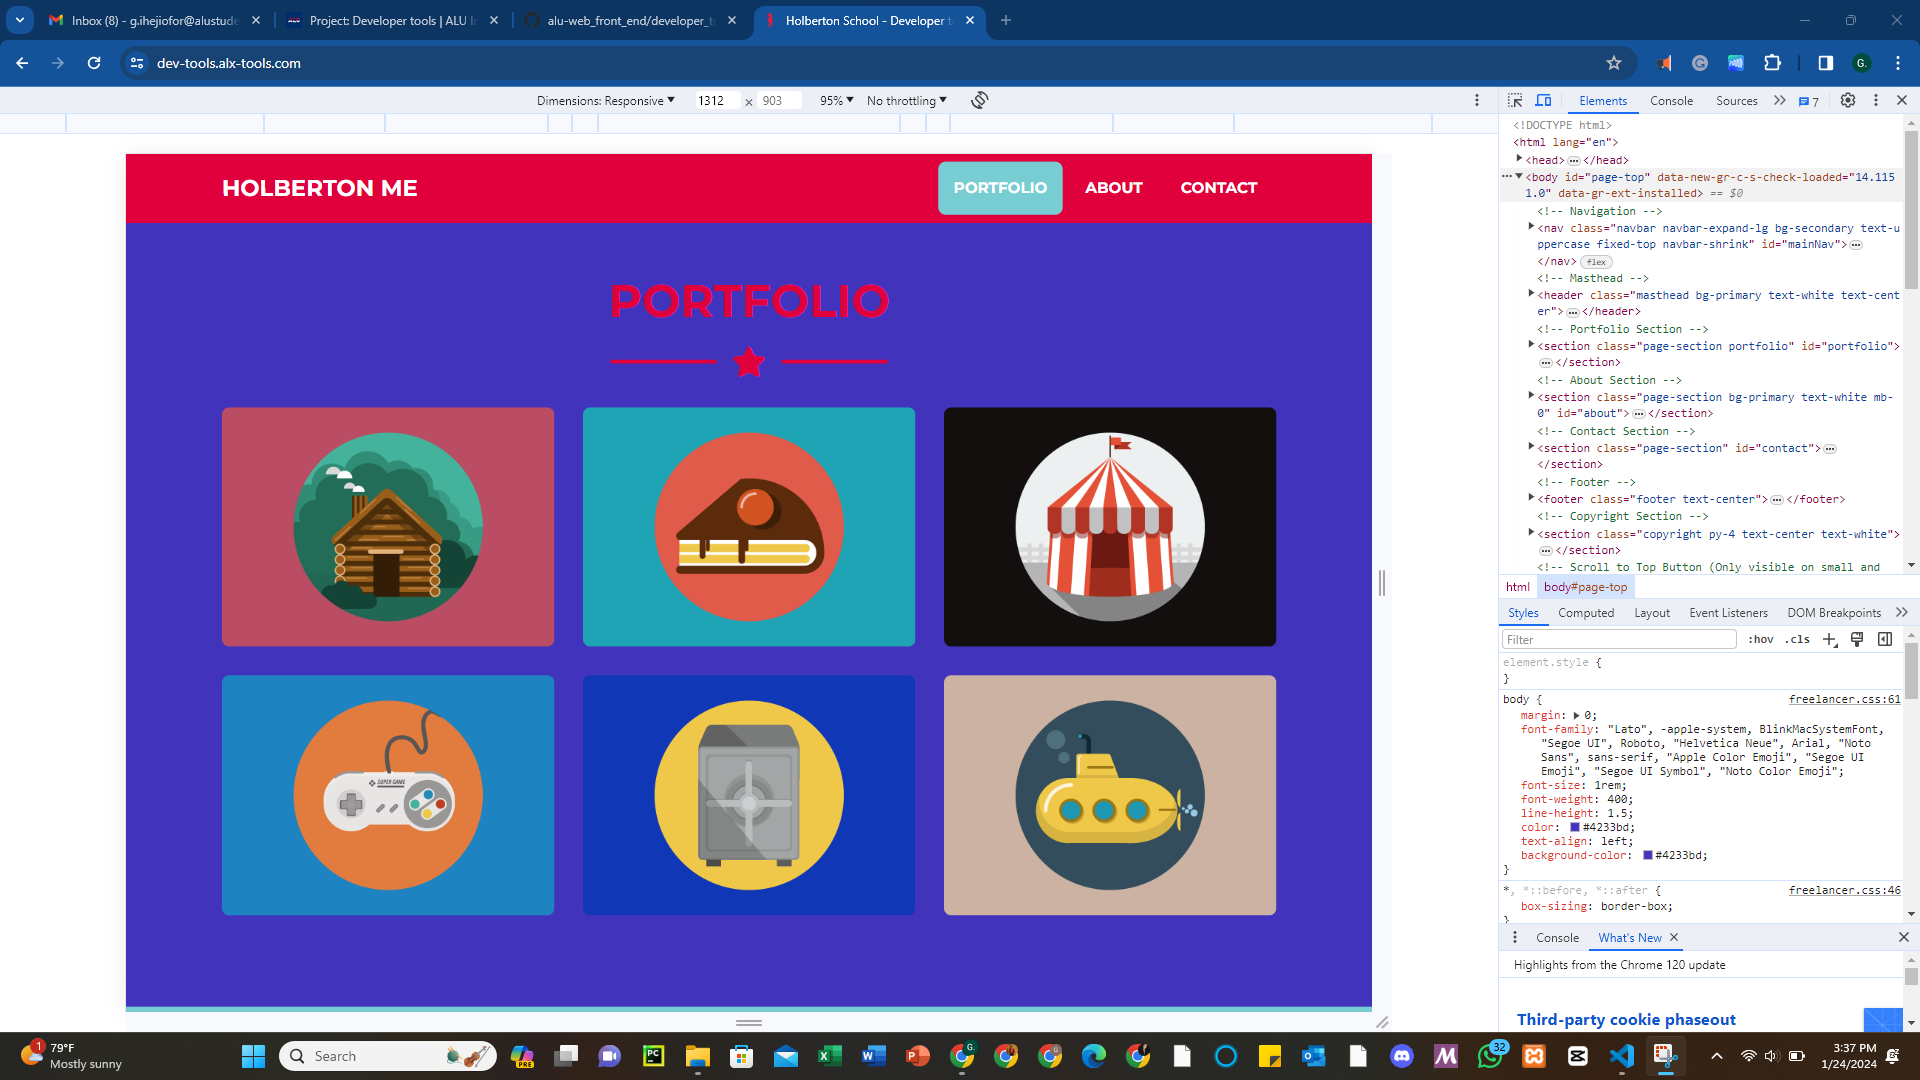 Inbox (8) - g.ihejiofor@alustude
Project: Developer tools | ALU In
alu-web_front_end/developer_t
Holberton School - Developer t
dev-tools.alx-tools.com
G.
Dimensions: Responsive 1312 × 903 95% No throttling
Elements Console Sources 7
HOLBERTON ME
PORTFOLIO ABOUT CONTACT
PORTFOLIO
SUPER GAME
<!DOCTYPE html>
<html lang="en">
<head> … </head>
<body id="page-top" data-new-gr-c-s-check-loaded="14.115
1.0" data-gr-ext-installed> == $0
<!-- Navigation -->
<nav class="navbar navbar-expand-lg bg-secondary text-u
ppercase fixed-top navbar-shrink" id="mainNav"> …
</nav> flex
<!-- Masthead -->
<header class="masthead bg-primary text-white text-cent
er"> … </header>
<!-- Portfolio Section -->
<section class="page-section portfolio" id="portfolio">
… </section>
<!-- About Section -->
<section class="page-section bg-primary text-white mb-
0" id="about"> … </section>
<!-- Contact Section -->
<section class="page-section" id="contact"> …
</section>
<!-- Footer -->
<footer class="footer text-center"> … </footer>
<!-- Copyright Section -->
<section class="copyright py-4 text-center text-white">
… </section>
<!-- Scroll to Top Button (Only visible on small and
html body#page-top
Styles Computed Layout Event Listeners DOM Breakpoints
Filter :hov .cls
element.style {
}
body { freelancer.css:61
margin: 0;
font-family: "Lato", -apple-system, BlinkMacSystemFont,
"Segoe UI", Roboto, "Helvetica Neue", Arial, "Noto
Sans", sans-serif, "Apple Color Emoji", "Segoe UI
Emoji", "Segoe UI Symbol", "Noto Color Emoji";
font-size: 1rem;
font-weight: 400;
line-height: 1.5;
color: #4233bd;
text-align: left;
background-color: #4233bd;
}
*, *::before, *::after { freelancer.css:46
box-sizing: border-box;
}
Console What's New
Highlights from the Chrome 120 update
Third-party cookie phaseout
1
79°F
Mostly sunny
Search
PRE
PC
G.
32
3:37 PM
1/24/2024